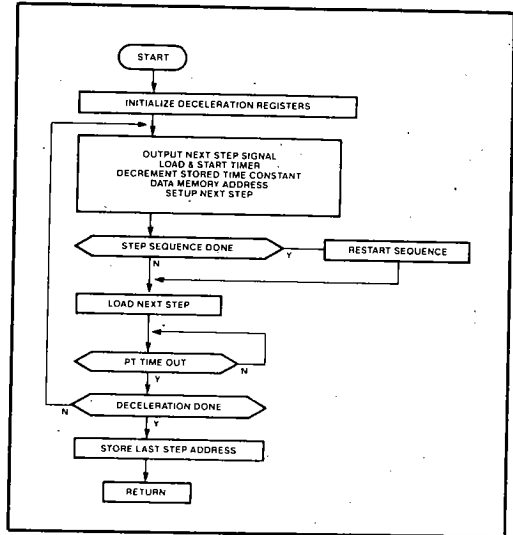 START
INITIALIZE DECELERATION REGISTERS
OUTPUT NEXT STEP SIGNAL
LOAD & START TIMER
DECREMENT STORED TIME CONSTANT
DATA MEMORY ADDRESS
SETUP NEXT STEP
STEP SEQUENCE DONE
Y
RESTART SEQUENCE
N
LOAD NEXT STEP
PT TIME OUT
N
Y
N
DECELERATION DONE
Y
STORE LAST STEP ADDRESS
RETURN